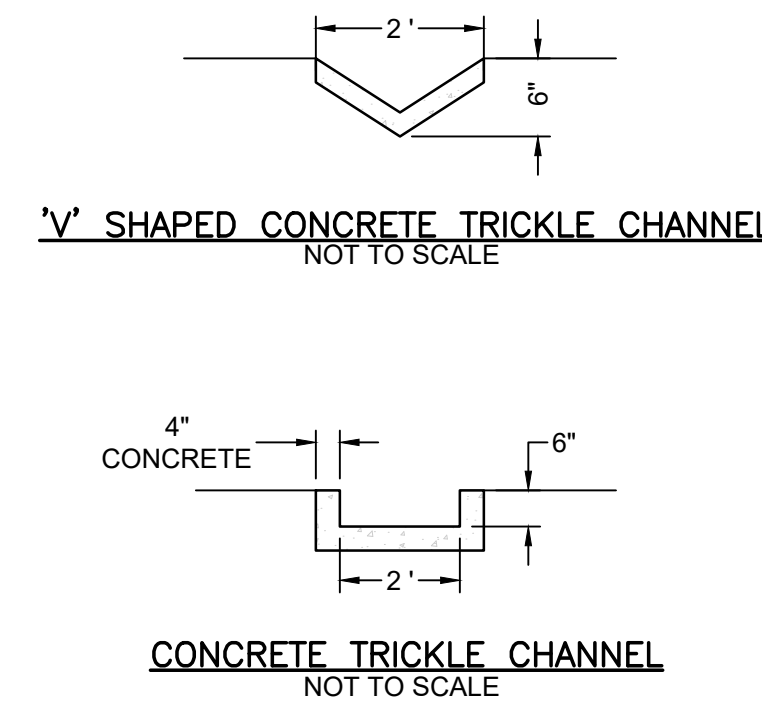 2 '
6"
'V' SHAPED CONCRETE TRICKLE CHANNEL
NOT TO SCALE
4"
CONCRETE
6"
2 '
CONCRETE TRICKLE CHANNEL
NOT TO SCALE